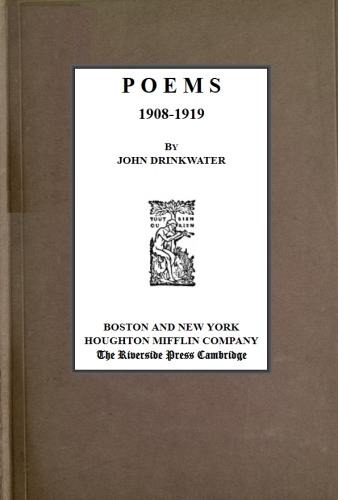 POEMS
1908-1919
By
JOHN DRINKWATER
TOUT BIEN
OU RIEN
BOSTON AND NEW YORK
HOUGHTON MIFFLIN COMPANY
The Riverside Press Cambridge